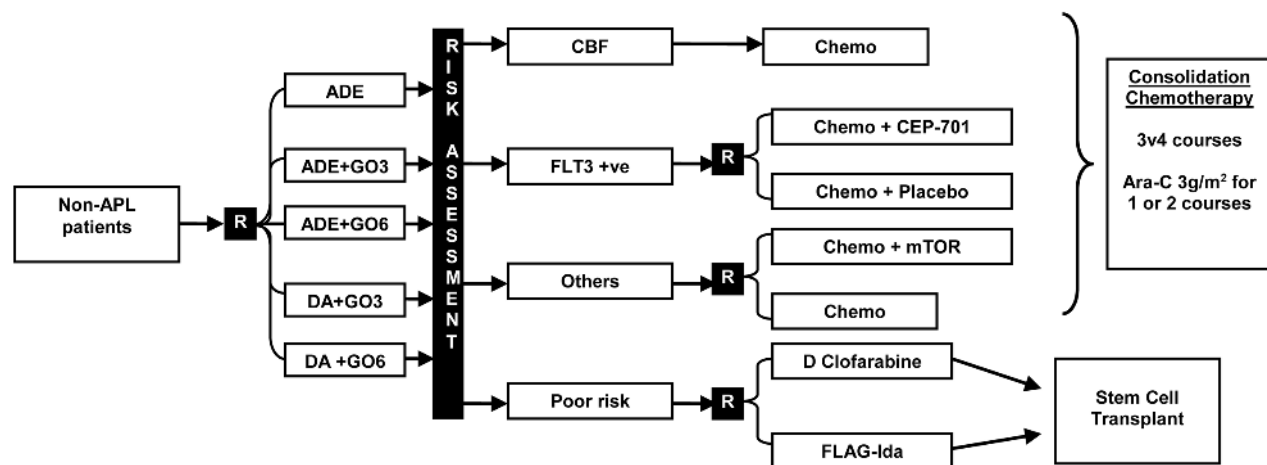 Non-APL
patients
R
ADE
ADE+GO3
ADE+GO6
DA+GO3
DA +GO6
RISK ASSESSMENT
CBF
Chemo
FLT3 +ve
R
Chemo + CEP-701
Chemo + Placebo
Others
R
Chemo + mTOR
Chemo
Poor risk
R
D Clofarabine
FLAG-Ida
Consolidation
Chemotherapy
3v4 courses
Ara-C 3g/m² for
1 or 2 courses
Stem Cell
Transplant